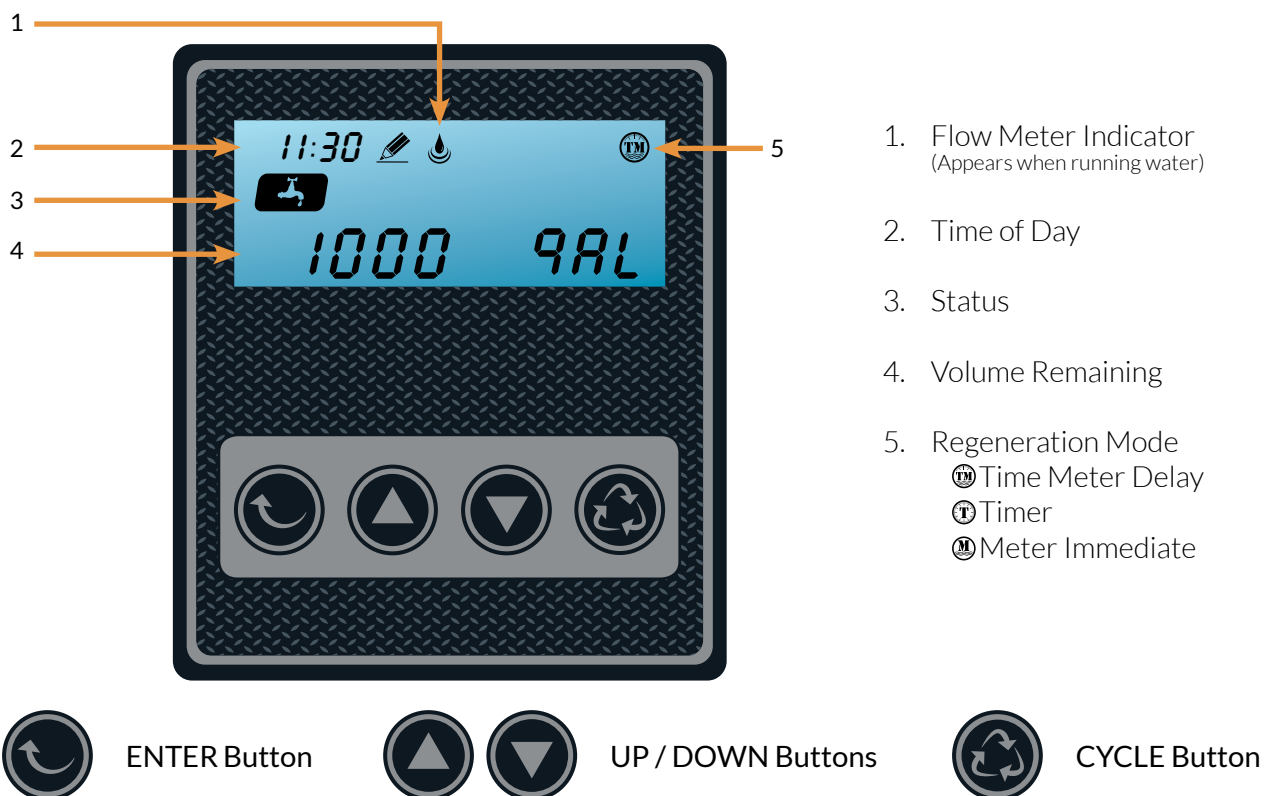 1
2
3
4
5
11:30
TM
1000 gAL
1. Flow Meter Indicator
(Appears when running water)
2. Time of Day
3. Status
4. Volume Remaining
5. Regeneration Mode
TM Time Meter Delay
T Timer
M Meter Immediate
ENTER Button
UP / DOWN Buttons
CYCLE Button